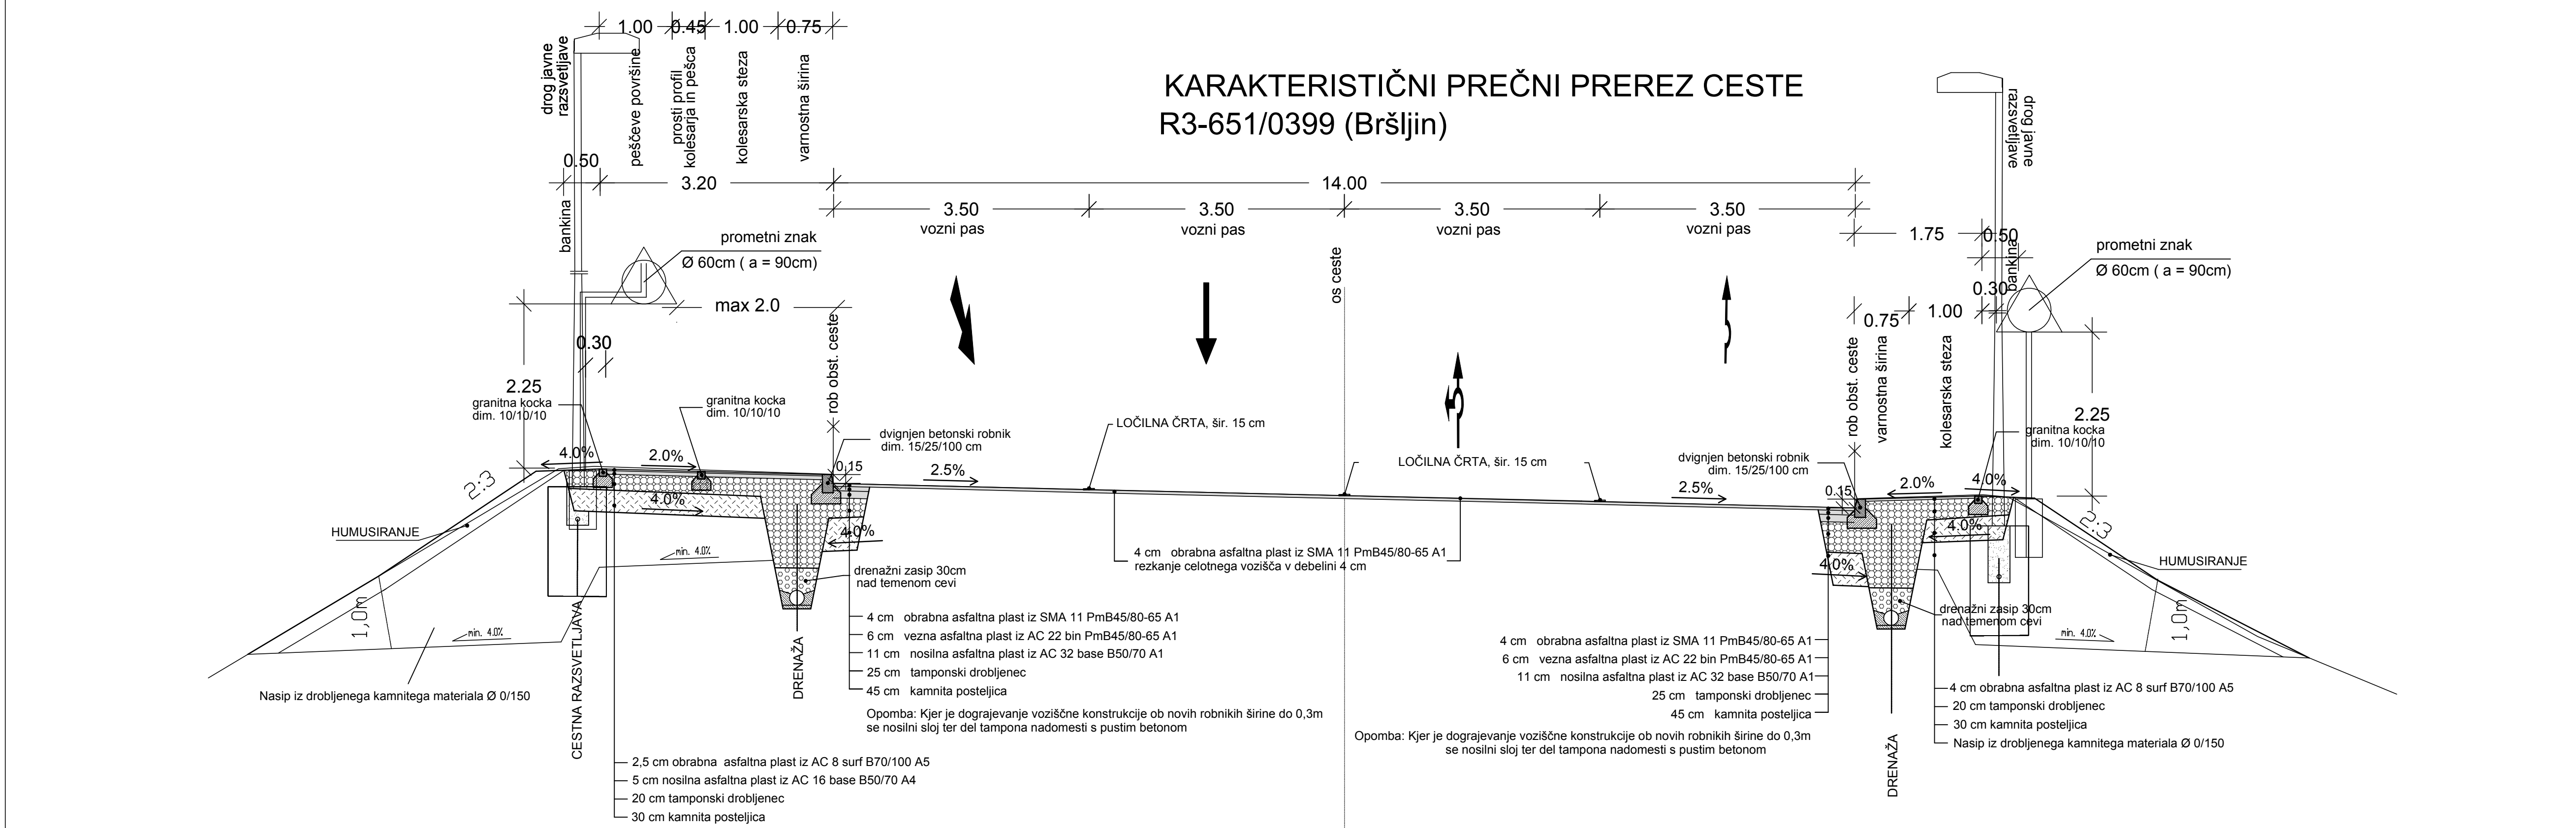 KARAKTERISTIČNI PREČNI PREREZ CESTE
R3-651/0399 (Bršljin)
1.00
0.45
1.00
0.75
drog javne
razsvetljave
peščeve površine
prosti profil
kolesarja in pešca
kolesarska steza
varnostna širina
0.50
3.20
14.00
bankina
3.50
vozni pas
3.50
vozni pas
3.50
vozni pas
3.50
vozni pas
os ceste
drog javne
razsvetljave
1.75
0.50
bankina
prometni znak
Ø 60cm ( a = 90cm)
prometni znak
Ø 60cm ( a = 90cm)
max 2.0
0.30
0.30
0.75
1.00
rob obst. ceste
rob obst. ceste
varnostna širina
kolesarska steza
2.25
2.25
granitna kocka
dim. 10/10/10
granitna kocka
dim. 10/10/10
granitna kocka
dim. 10/10/10
dvignjen betonski robnik
dim. 15/25/100 cm
LOČILNA ČRTA, šir. 15 cm
LOČILNA ČRTA, šir. 15 cm
dvignjen betonski robnik
dim. 15/25/100 cm
4.0%
2.0%
0.15
2.5%
2.5%
0.15
2.0%
4.0%
2:3
2:3
4.0%
4.0%
4.0%
4.0%
HUMUSIRANJE
HUMUSIRANJE
min. 4.0%
min. 4.0%
min. 4.0%
1,0m
1,0m
4 cm obrabna asfaltna plast iz SMA 11 PmB45/80-65 A1
rezkanje celotnega vozišča v debelini 4 cm
drenažni zasip 30cm
nad temenom cevi
drenažni zasip 30cm
nad temenom cevi
CESTNA RAZSVETLJAVA
DRENAŽA
DRENAŽA
Nasip iz drobljenega kamnitega materiala Ø 0/150
4 cm obrabna asfaltna plast iz SMA 11 PmB45/80-65 A1
6 cm vezna asfaltna plast iz AC 22 bin PmB45/80-65 A1
11 cm nosilna asfaltna plast iz AC 32 base B50/70 A1
25 cm tamponski drobljenec
45 cm kamnita posteljica
Opomba: Kjer je dograjevanje voziščne konstrukcije ob novih robnikih širine do 0,3m
se nosilni sloj ter del tampona nadomesti s pustim betonom
4 cm obrabna asfaltna plast iz SMA 11 PmB45/80-65 A1
6 cm vezna asfaltna plast iz AC 22 bin PmB45/80-65 A1
11 cm nosilna asfaltna plast iz AC 32 base B50/70 A1
25 cm tamponski drobljenec
45 cm kamnita posteljica
Opomba: Kjer je dograjevanje voziščne konstrukcije ob novih robnikih širine do 0,3m
se nosilni sloj ter del tampona nadomesti s pustim betonom
4 cm obrabna asfaltna plast iz AC 8 surf B70/100 A5
20 cm tamponski drobljenec
30 cm kamnita posteljica
Nasip iz drobljenega kamnitega materiala Ø 0/150
2,5 cm obrabna asfaltna plast iz AC 8 surf B70/100 A5
5 cm nosilna asfaltna plast iz AC 16 base B50/70 A4
20 cm tamponski drobljenec
30 cm kamnita posteljica